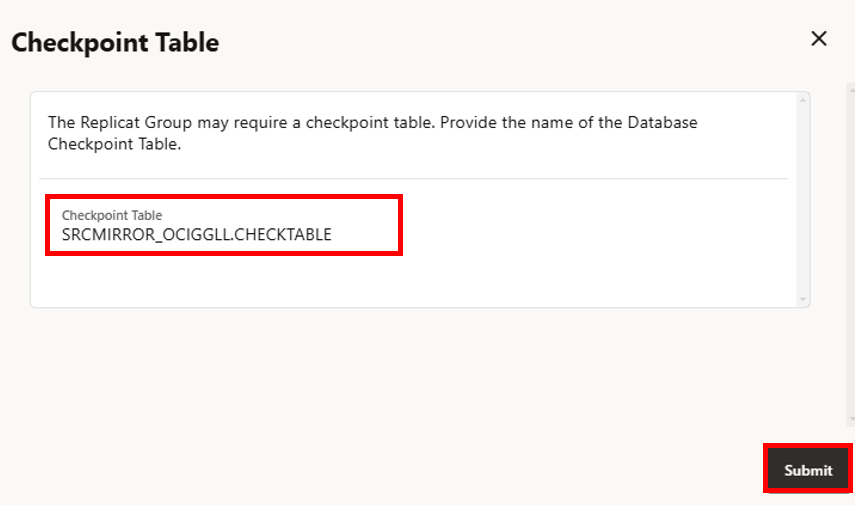 Checkpoint Table
The Replicat Group may require a checkpoint table. Provide the name of the Database
Checkpoint Table.
Checkpoint Table
SRCMIRROR_OCIGGLL.CHECKTABLE
Submit